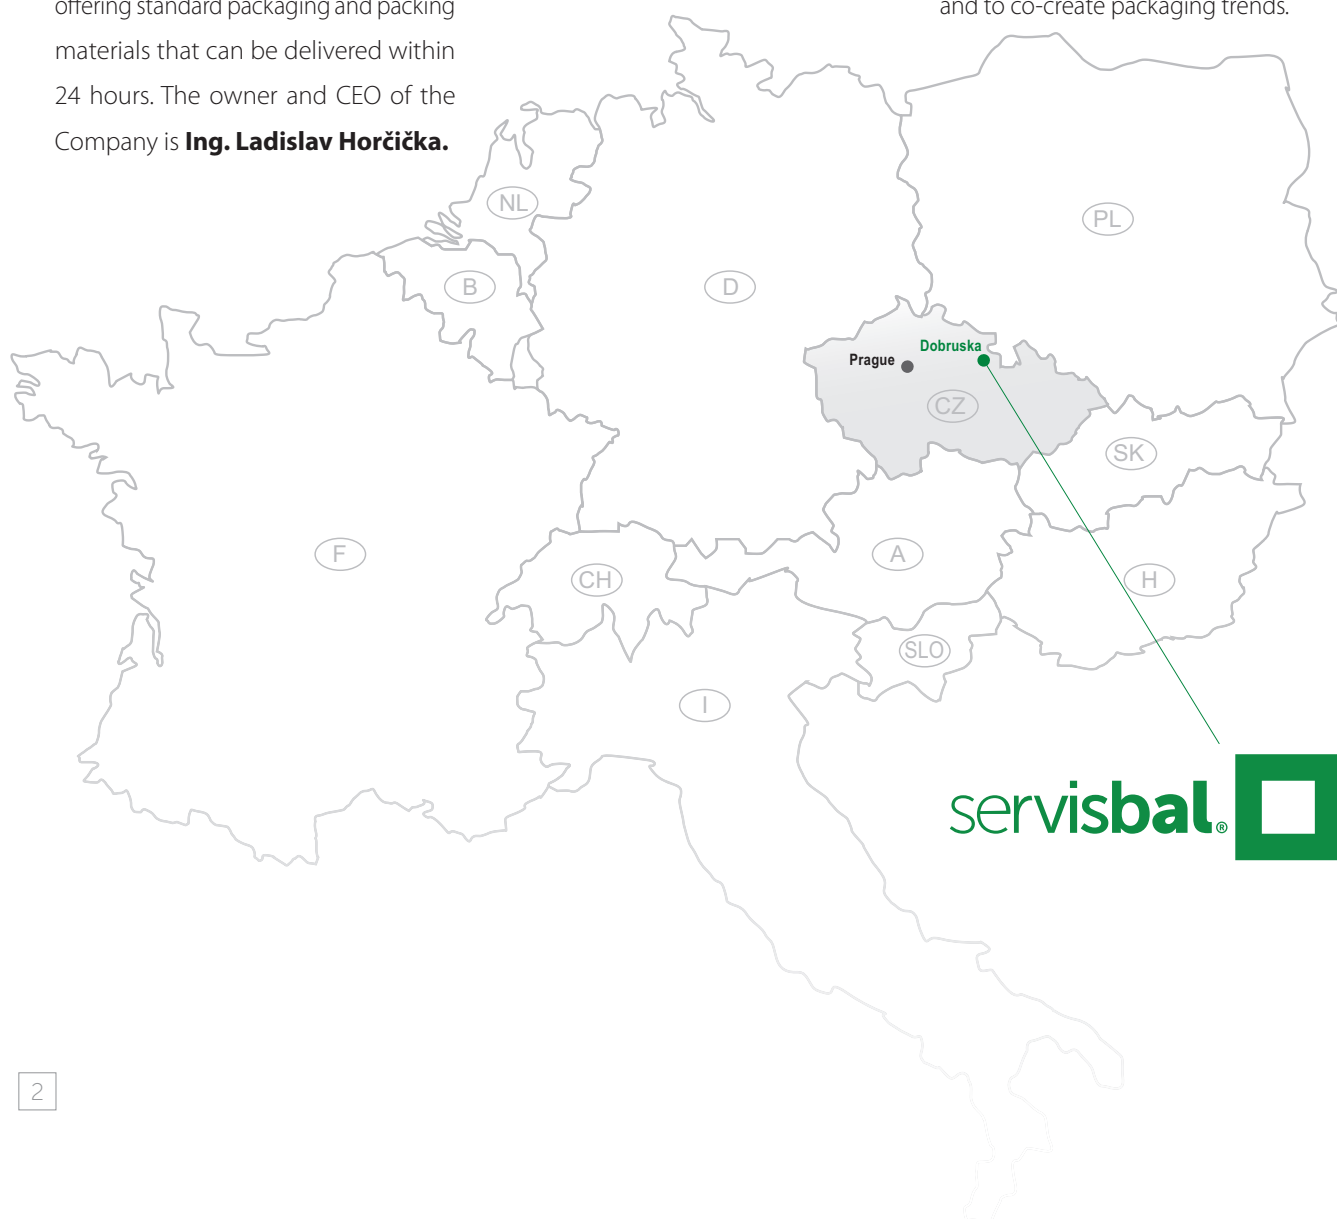 offering standard packaging and packing
materials that can be delivered within
24 hours. The owner and CEO of the
Company is Ing. Ladislav Horčička.
and to co-create packaging trends.
NL
PL
B
D
Dobruska
Prague
CZ
SK
F
A
CH
H
SLO
I
servisbal®
2